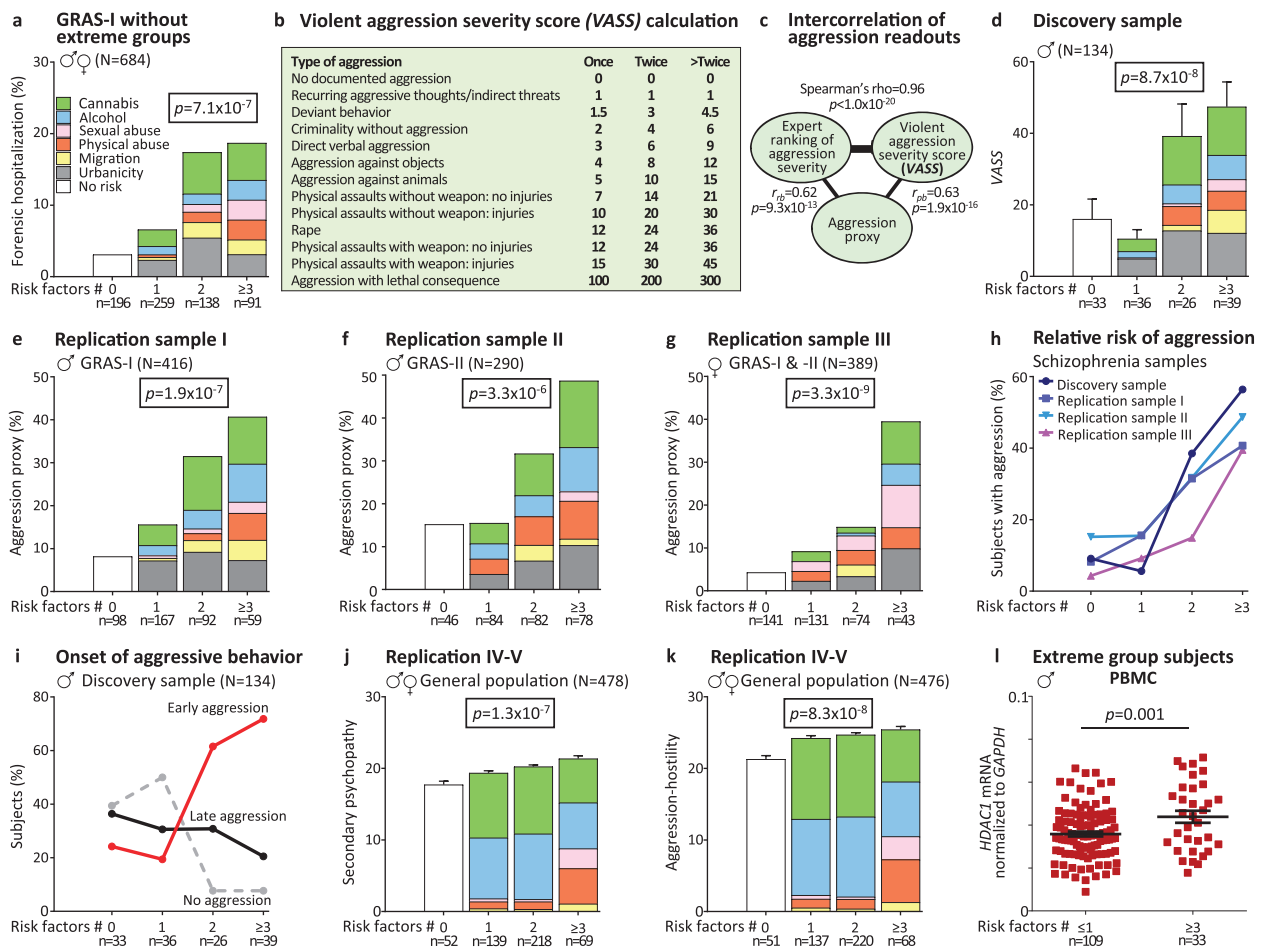 a GRAS-I without
extreme groups
♂♀ (N=684)
Forensic hospitalization (%)
30
20
10
0
Cannabis
Alcohol
Sexual abuse
Physical abuse
Migration
Urbanicity
No risk
p=7.1x10-7
Risk factors # 0 1 2 ≥3
n=196 n=259 n=138 n=91
b Violent aggression severity score (VASS) calculation
Type of aggression Once Twice >Twice
No documented aggression 0 0 0
Recurring aggressive thoughts/indirect threats 1 1 1
Deviant behavior 1.5 3 4.5
Criminality without aggression 2 4 6
Direct verbal aggression 3 6 9
Aggression against objects 4 8 12
Aggression against animals 5 10 15
Physical assaults without weapon: no injuries 7 14 21
Physical assaults without weapon: injuries 10 20 30
Rape 12 24 36
Physical assaults with weapon: no injuries 12 24 36
Physical assaults with weapon: injuries 15 30 45
Aggression with lethal consequence 100 200 300
c Intercorrelation of
aggression readouts
Spearman's rho=0.96
p<1.0x10-20
Expert
ranking of
aggression
severity
Violent
aggression
severity score
(VASS)
rrb=0.62
p=9.3x10-13
rpb=0.63
p=1.9x10-16
Aggression
proxy
d Discovery sample
♂ (N=134)
VASS
60
40
20
0
p=8.7x10-8
Risk factors # 0 1 2 ≥3
n=33 n=36 n=26 n=39
e Replication sample I
♂ GRAS-I (N=416)
Aggression proxy (%)
50
40
30
20
10
0
p=1.9x10-7
Risk factors # 0 1 2 ≥3
n=98 n=167 n=92 n=59
f Replication sample II
♂ GRAS-II (N=290)
Aggression proxy (%)
50
40
30
20
10
0
p=3.3x10-6
Risk factors # 0 1 2 ≥3
n=46 n=84 n=82 n=78
g Replication sample III
♀ GRAS-I & -II (N=389)
Aggression proxy (%)
50
40
30
20
10
0
p=3.3x10-9
Risk factors # 0 1 2 ≥3
n=141 n=131 n=74 n=43
h Relative risk of aggression
Schizophrenia samples
Subjects with aggression (%)
60
40
20
0
Discovery sample
Replication sample I
Replication sample II
Replication sample III
Risk factors # 0 1 2 ≥3
i Onset of aggressive behavior
♂ Discovery sample (N=134)
Subjects (%)
80
60
40
20
0
Early aggression
Late aggression
No aggression
Risk factors # 0 1 2 ≥3
n=33 n=36 n=26 n=39
j Replication IV-V
♂♀ General population (N=478)
Secondary psychopathy
30
20
10
0
p=1.3x10-7
Risk factors # 0 1 2 ≥3
n=52 n=139 n=218 n=69
k Replication IV-V
♂♀ General population (N=476)
Aggression-hostility
30
20
10
0
p=8.3x10-8
Risk factors # 0 1 2 ≥3
n=51 n=137 n=220 n=68
l Extreme group subjects
PBMC
♂
HDAC1 mRNA
normalized to GAPDH
0.1
0
p=0.001
Risk factors # ≤1 ≥3
n=109 n=33